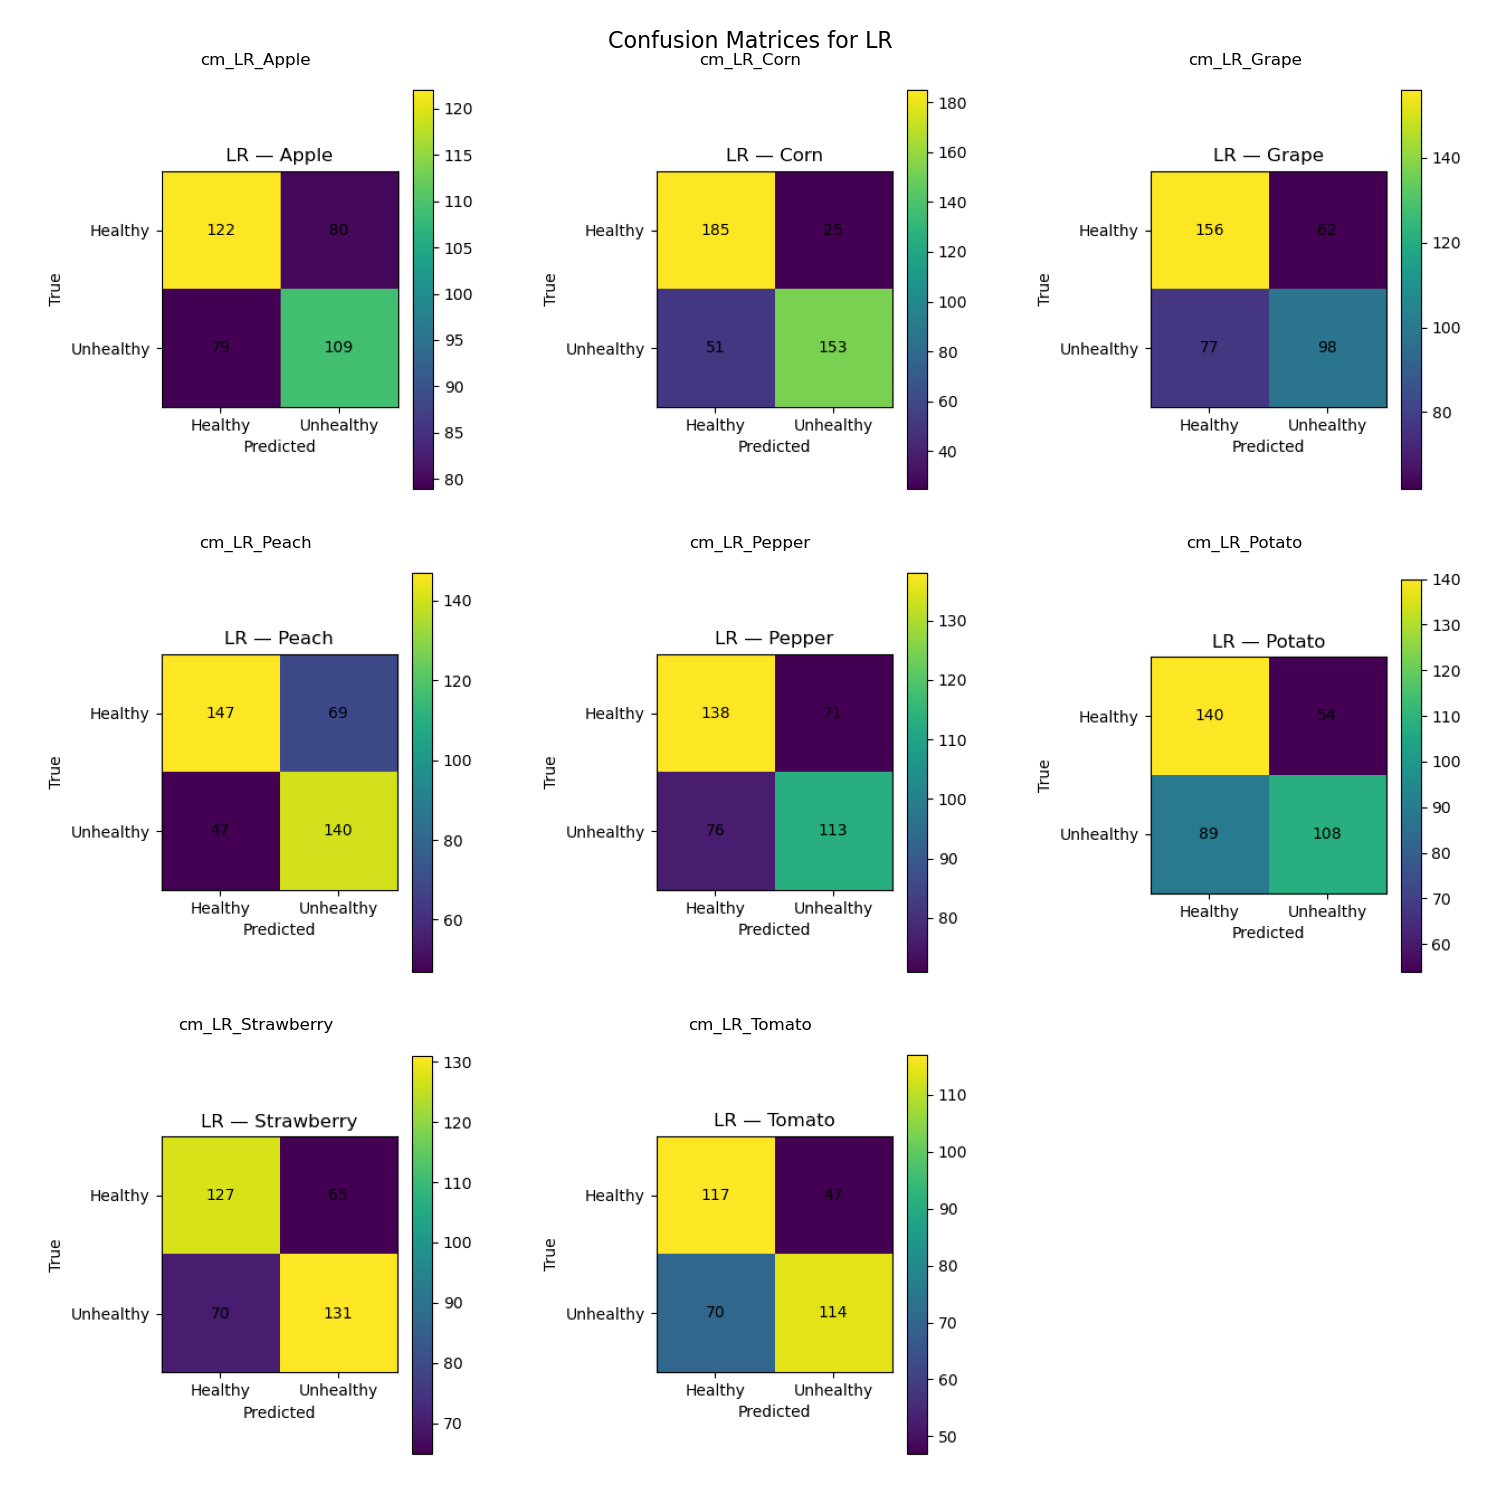 Confusion Matrices for LR
cm_LR_Apple
LR — Apple
Healthy
Unhealthy
True
122
80
79
109
Healthy
Unhealthy
Predicted
120
115
110
105
100
95
90
85
80
cm_LR_Corn
LR — Corn
Healthy
Unhealthy
True
185
25
51
153
Healthy
Unhealthy
Predicted
180
160
140
120
100
80
60
40
cm_LR_Grape
LR — Grape
Healthy
Unhealthy
True
156
62
77
98
Healthy
Unhealthy
Predicted
140
120
100
80
cm_LR_Peach
LR — Peach
Healthy
Unhealthy
True
147
69
47
140
Healthy
Unhealthy
Predicted
140
120
100
80
60
cm_LR_Pepper
LR — Pepper
Healthy
Unhealthy
True
138
71
76
113
Healthy
Unhealthy
Predicted
130
120
110
100
90
80
cm_LR_Potato
LR — Potato
Healthy
Unhealthy
True
140
54
89
108
Healthy
Unhealthy
Predicted
140
130
120
110
100
90
80
70
60
cm_LR_Strawberry
LR — Strawberry
Healthy
Unhealthy
True
127
65
70
131
Healthy
Unhealthy
Predicted
130
120
110
100
90
80
70
cm_LR_Tomato
LR — Tomato
Healthy
Unhealthy
True
117
47
70
114
Healthy
Unhealthy
Predicted
110
100
90
80
70
60
50